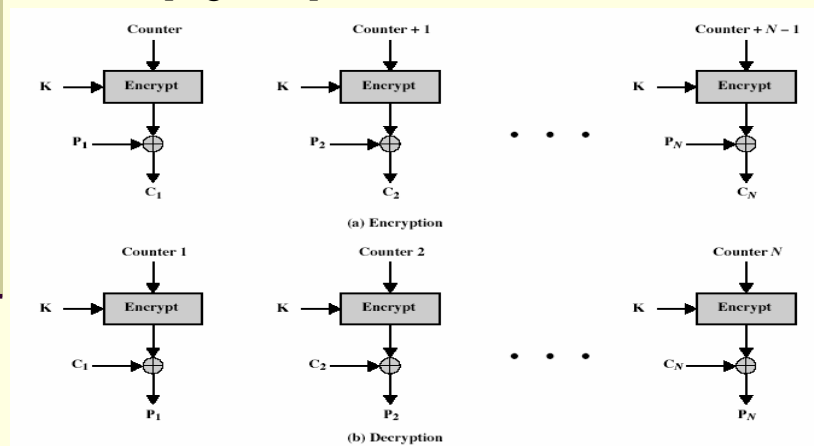 Counter Counter + 1 Counter + N – 1
K Encrypt K Encrypt K Encrypt
P1 P2 • • • PN
C1 C2 CN
(a) Encryption
Counter 1 Counter 2 Counter N
K Encrypt K Encrypt K Encrypt
C1 C2 • • • CN
P1 P2 PN
(b) Decryption